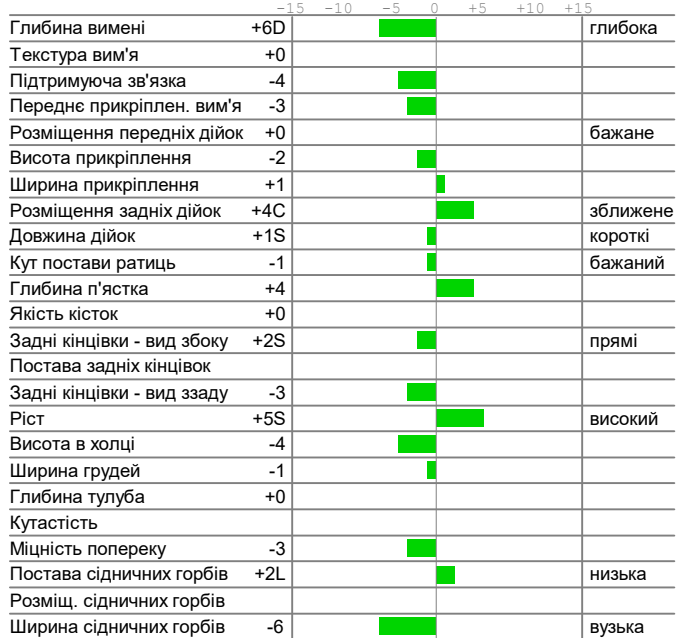 -15 -10 -5 0 +5 +10 +15
Глибина вимені +6D глибока
Текстура вим'я +0
Підтримуюча зв'язка -4
Переднє прикріплен. вим'я -3
Розміщення передніх дійок +0 бажане
Висота прикріплення -2
Ширина прикріплення +1
Розміщення задніх дійок +4C зближене
Довжина дійок +1S короткі
Кут постави ратиць -1 бажаний
Глибина п'ястка +4
Якість кісток +0
Задні кінцівки - вид збоку +2S прямі
Постава задніх кінцівок
Задні кінцівки - вид ззаду -3
Ріст +5S високий
Висота в холці -4
Ширина грудей -1
Глибина тулуба +0
Кутастість
Міцність попереку -3
Постава сідничних горбів +2L низька
Розміщ. сідничних горбів
Ширина сідничних горбів -6 вузька